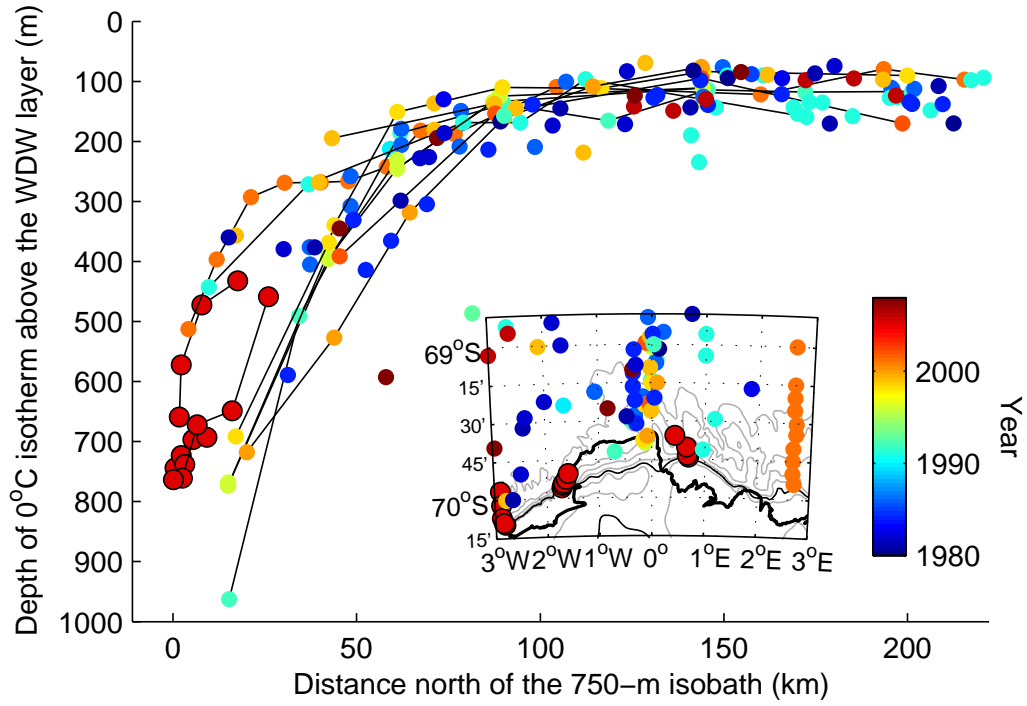 Depth of 0°C isotherm above the WDW layer (m)
0
100
200
300
400
500
600
700
800
900
1000
0
50
100
150
200
Distance north of the 750−m isobath (km)
69°S
15'
30'
45'
70°S
15'
3°W
2°W
1°W
0°
1°E
2°E
3°E
2000
1990
1980
Year